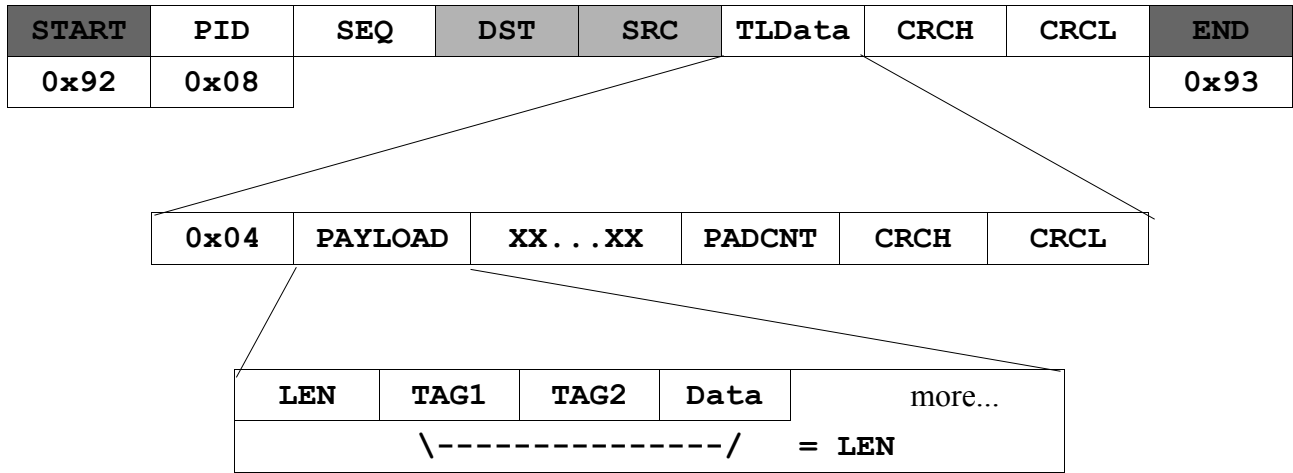 START PID SEQ DST SRC TLData CRCH CRCL END
0x92 0x08 0x93
0x04 PAYLOAD XX...XX PADCNT CRCH CRCL
LEN TAG1 TAG2 Data more...
\---------------/ = LEN